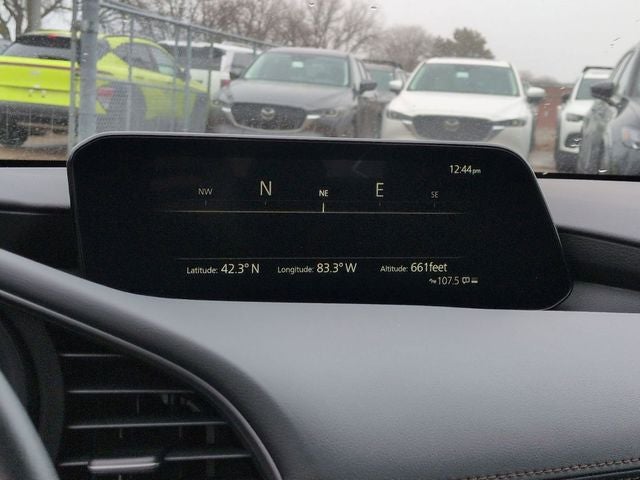 12:44pm
NW N NE E SE
Latitude: 42.3° N Longitude: 83.3° W Altitude: 661feet
107.5